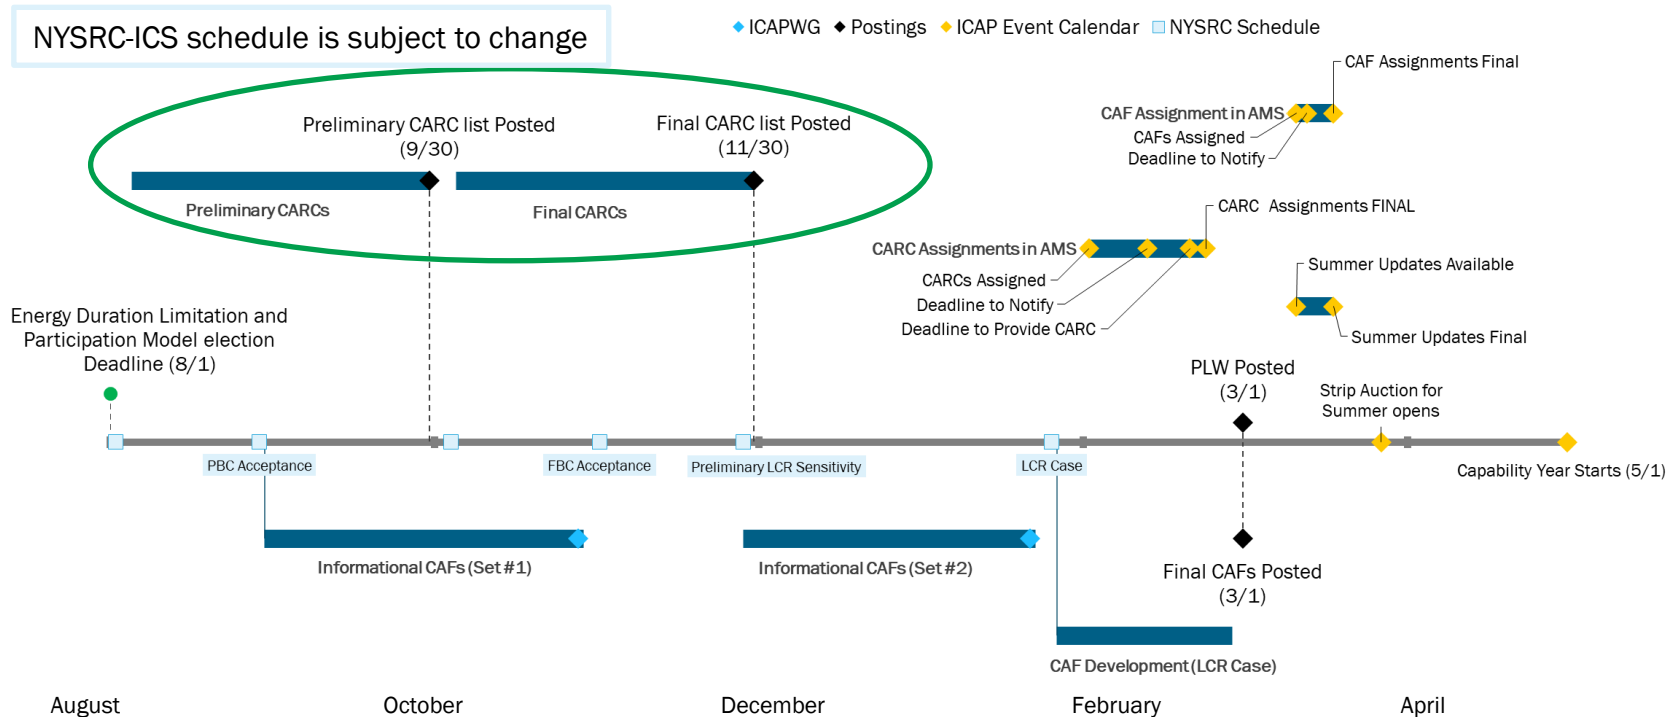 NYSRC-ICS schedule is subject to change
ICAPWG
Postings
ICAP Event Calendar
NYSRC Schedule
CAF Assignments Final
CAF Assignment in AMS
CAFs Assigned
Deadline to Notify
Preliminary CARC list Posted
(9/30)
Final CARC list Posted
(11/30)
Preliminary CARCs
Final CARCs
CARC Assignments FINAL
CARC Assignments in AMS
CARCs Assigned
Deadline to Notify
Deadline to Provide CARC
Summer Updates Available
Summer Updates Final
Energy Duration Limitation and
Participation Model election
Deadline (8/1)
PLW Posted
(3/1)
Strip Auction for
Summer opens
PBC Acceptance
FBC Acceptance
Preliminary LCR Sensitivity
LCR Case
Capability Year Starts (5/1)
Informational CAFs (Set #1)
Informational CAFs (Set #2)
Final CAFs Posted
(3/1)
CAF Development (LCR Case)
August
October
December
February
April